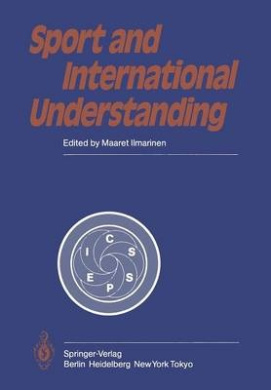 Sport and
International
Understanding
Edited by Maaret Ilmarinen
I C S S P E
Springer-Verlag
Berlin Heidelberg New York Tokyo